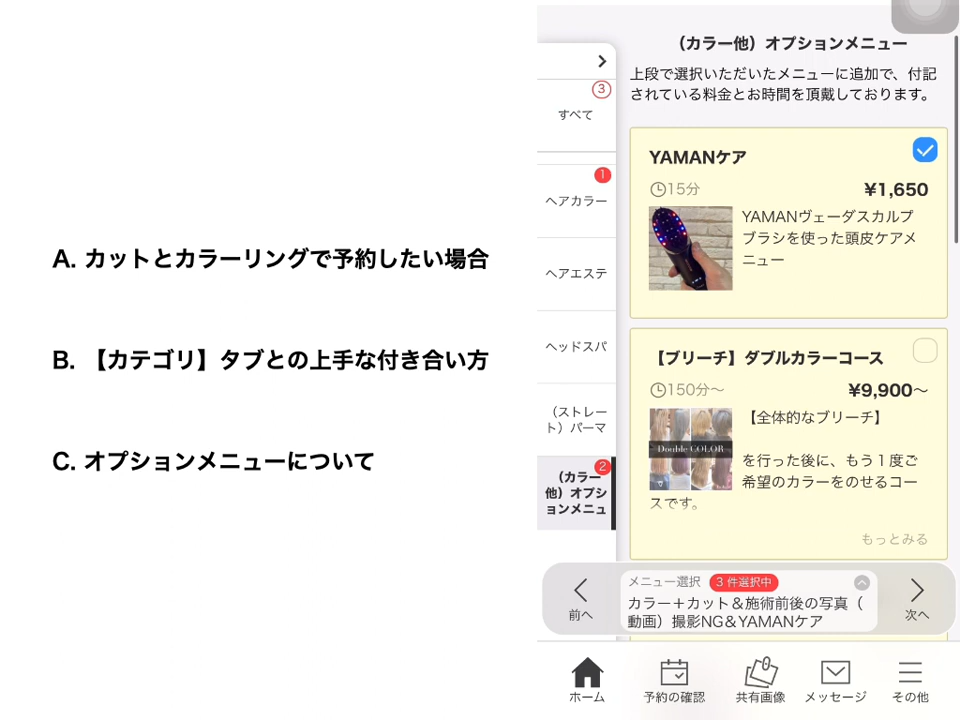 A. カットとカラーリングで予約したい場合
B. 【カテゴリ】タブとの上手な付き合い方
C. オプションメニューについて
3
すべて
1
ヘアカラー
ヘアエステ
ヘッドスパ
（ストレー
ト）パーマ
2
（カラー
他）オプシ
ョンメニュ
（カラー他）オプションメニュー
上段で選択いただいたメニューに追加で、付記
されている料金とお時間を頂戴しております。
YAMANケア
15分
¥1,650
YAMANヴェーダスカルプ
ブラシを使った頭皮ケアメ
ニュー
【ブリーチ】ダブルカラーコース
150分〜
¥9,900〜
Double COLOR
【全体的なブリーチ】
を行った後に、もう１度ご
希望のカラーをのせるコー
スです。
もっとみる
前へ
メニュー選択
3 件選択中
カラー＋カット＆施術前後の写真（
動画）撮影NG＆YAMANケア
次へ
ホーム
予約の確認
共有画像
メッセージ
その他